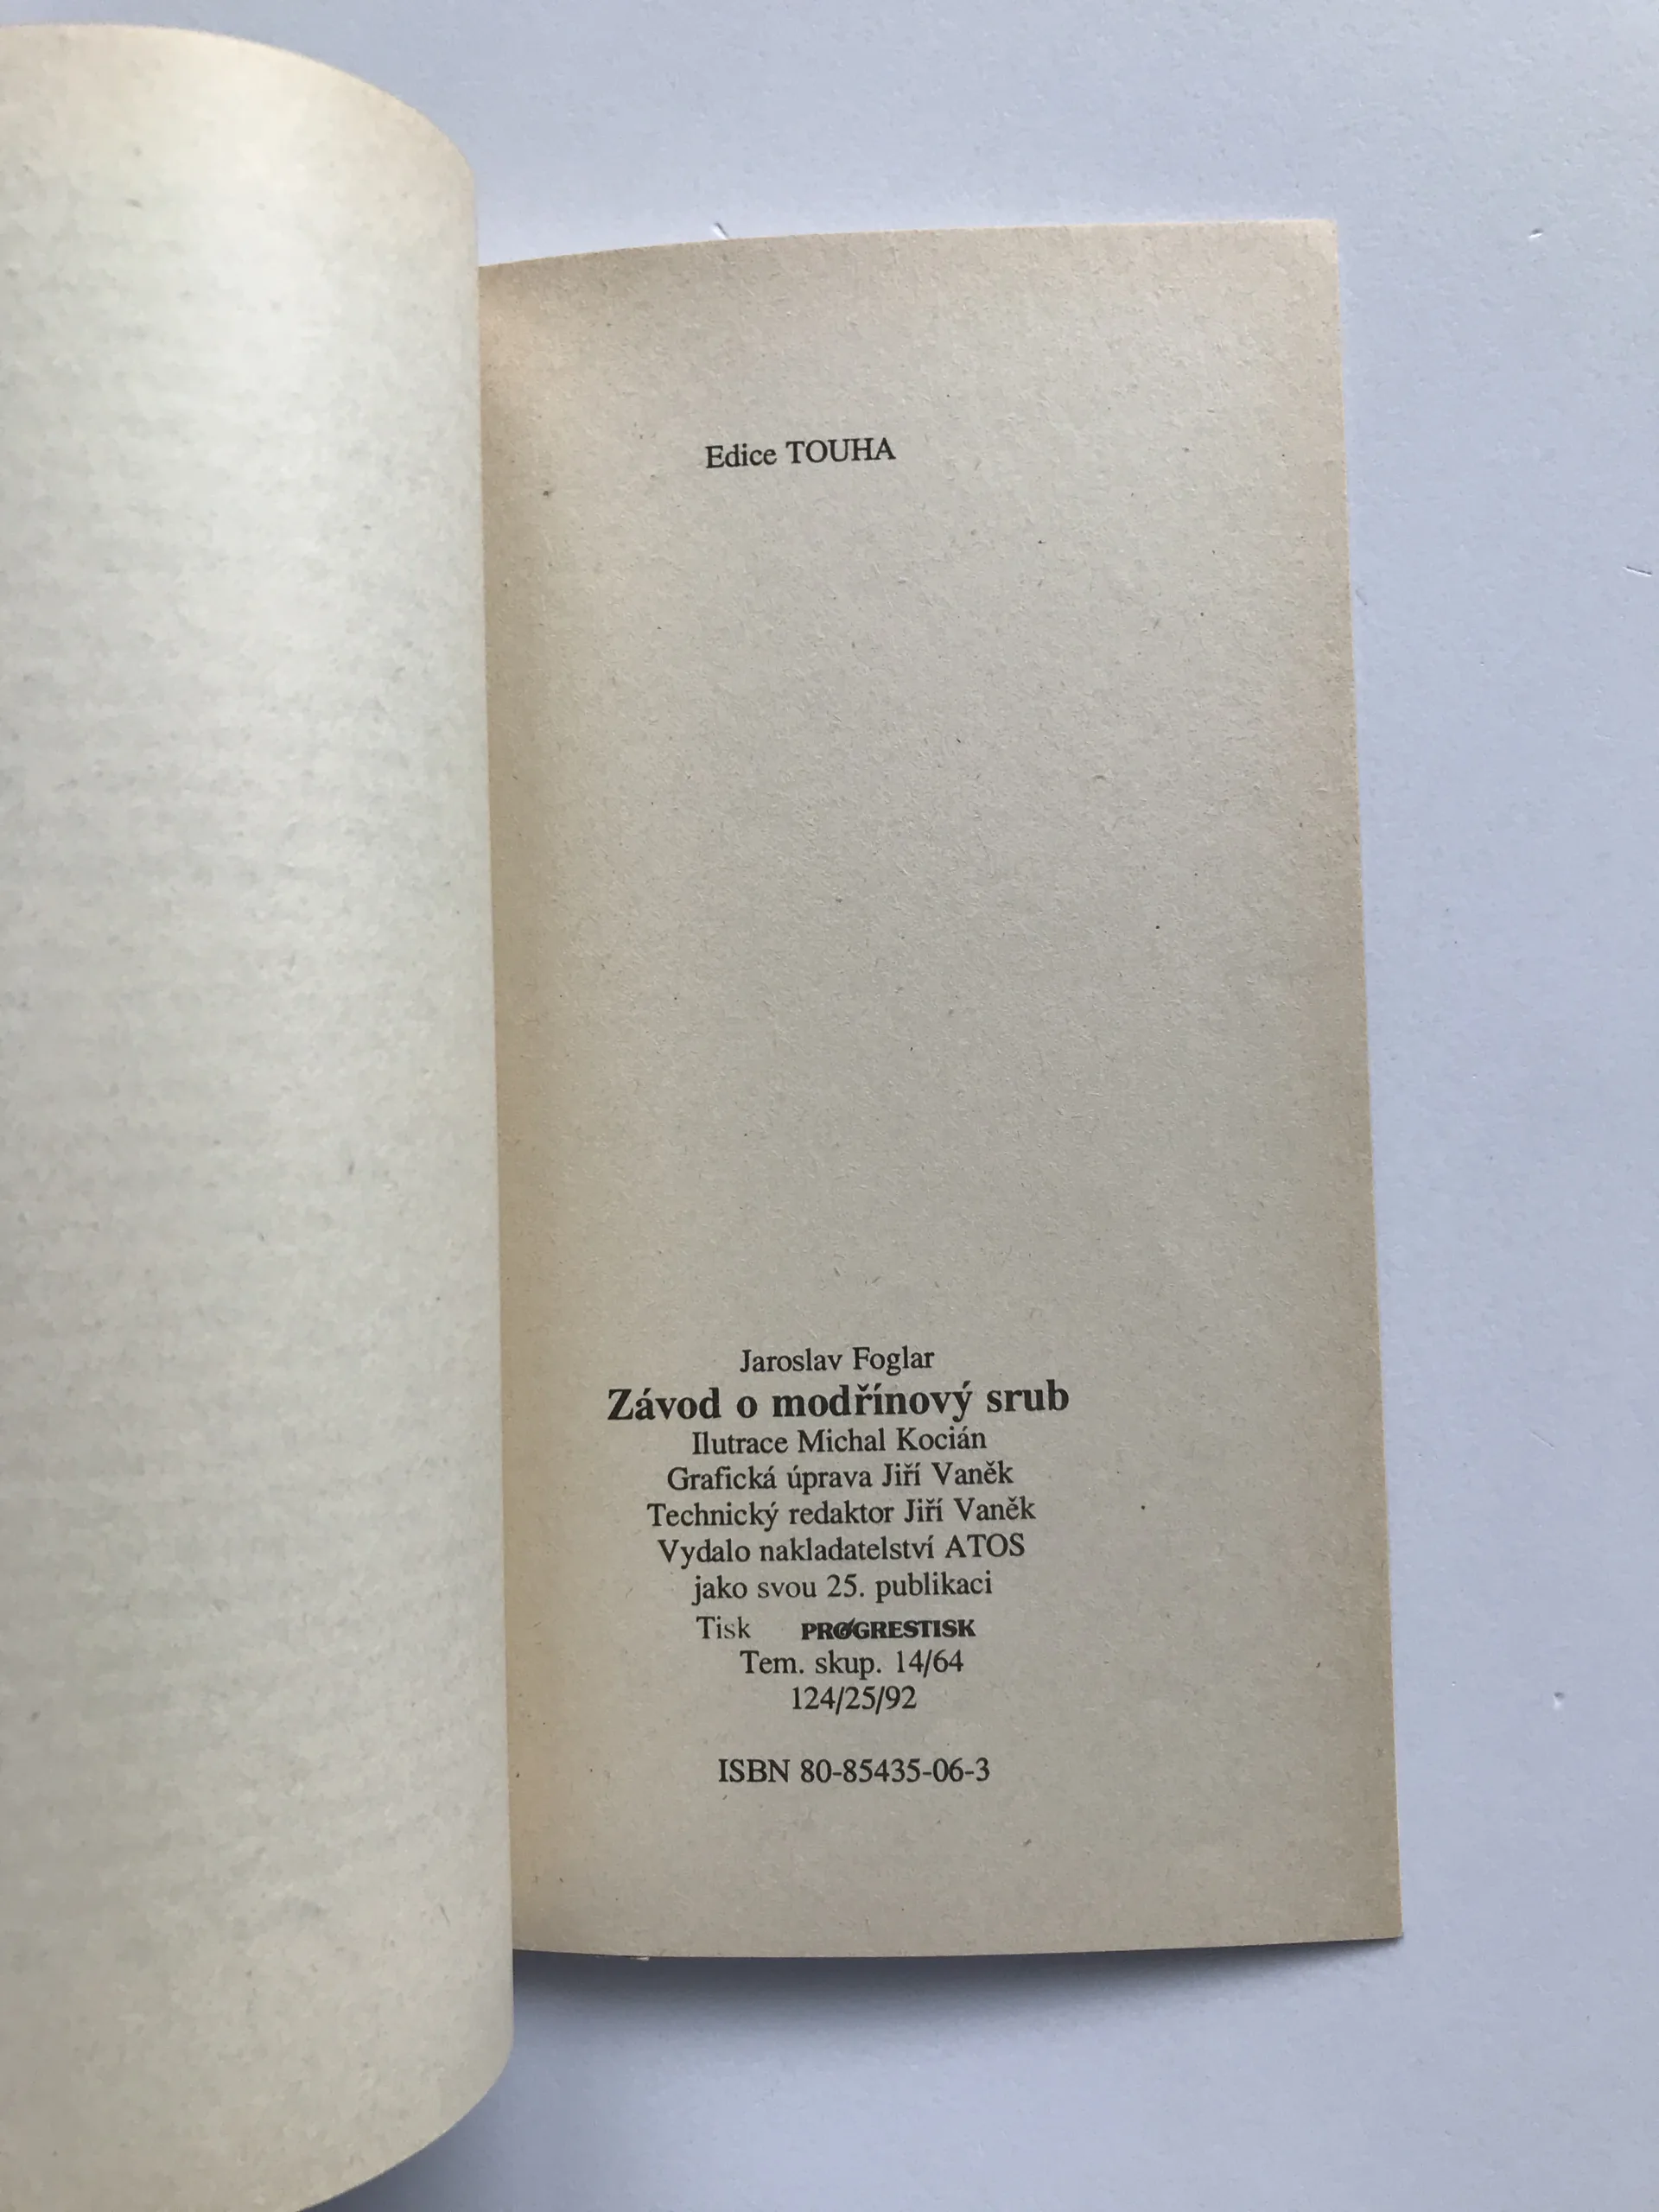 Edice TOUHA
Jaroslav Foglar
Závod o modřínový srub
Ilutrace Michal Kocián
Grafická úprava Jiří Vaněk
Technický redaktor Jiří Vaněk
Vydalo nakladatelství ATOS
jako svou 25. publikaci
Tisk PROGRESTISK
Tem. skup. 14/64
124/25/92
ISBN 80-85435-06-3